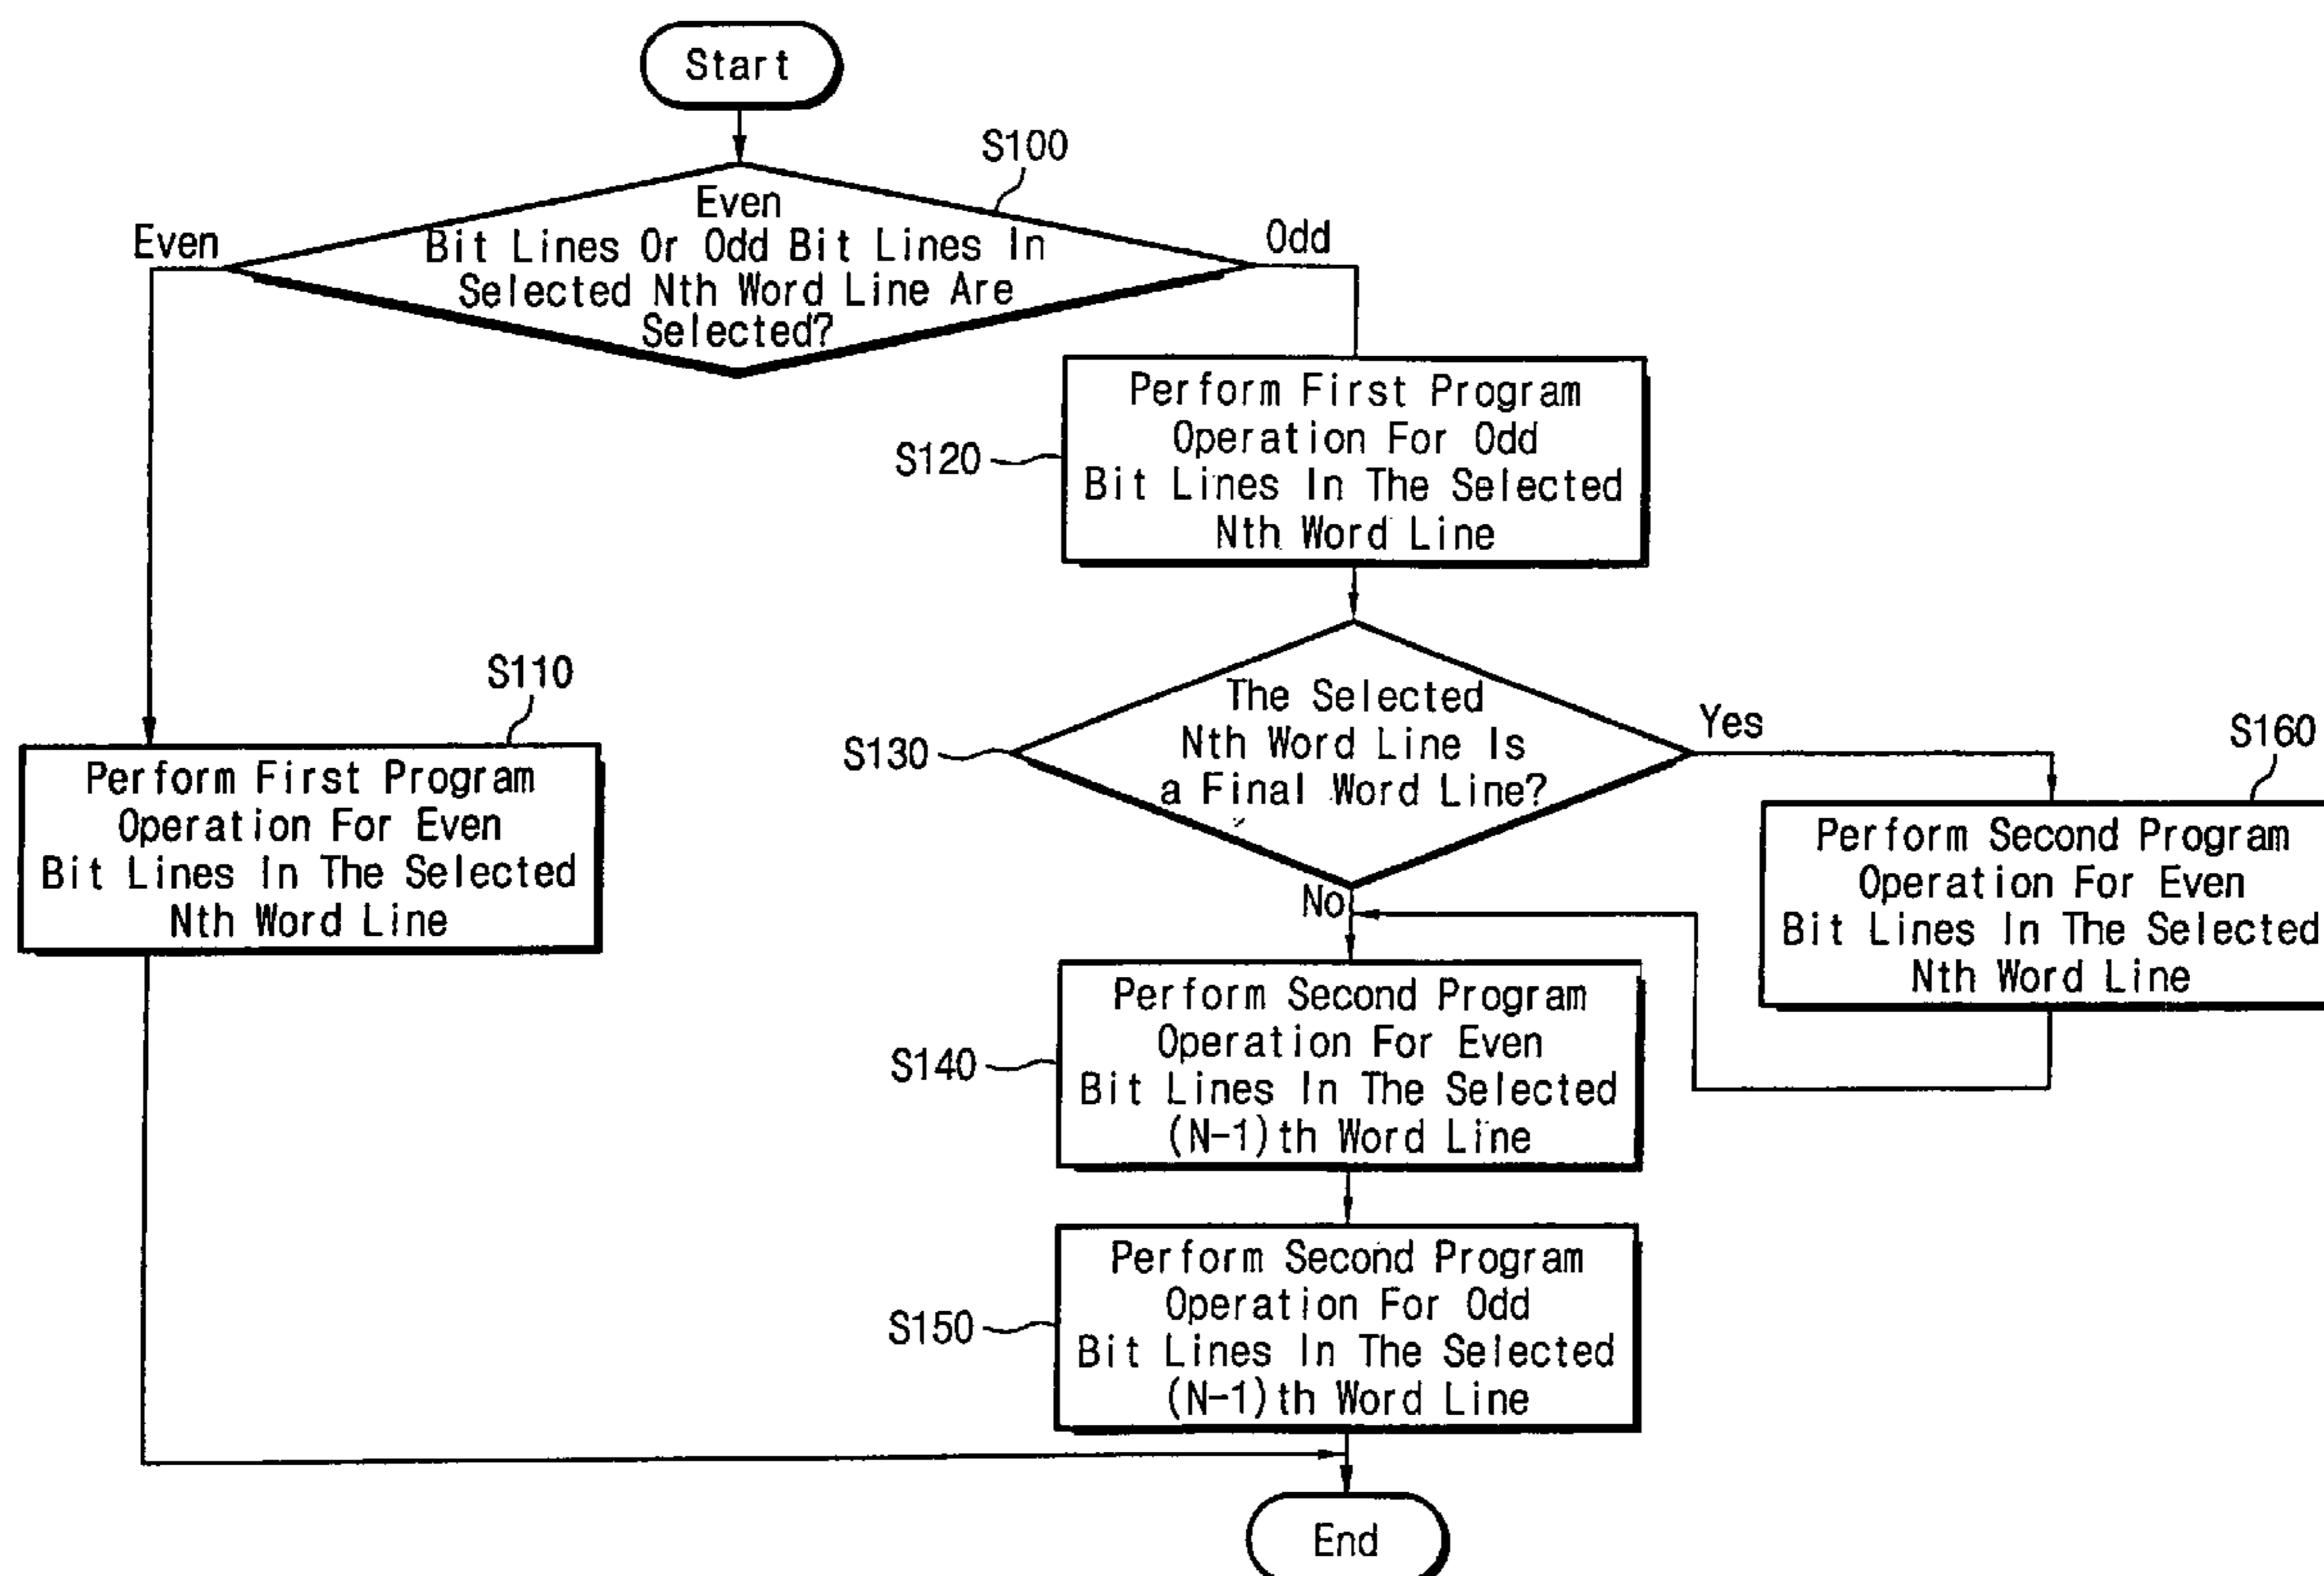 Start
S100
Even
Bit Lines Or Odd Bit Lines In
Selected Nth Word Line Are
Selected?
Even
Odd
Perform First Program
Operation For Odd
Bit Lines In The Selected
Nth Word Line
S120
S110
Perform First Program
Operation For Even
Bit Lines In The Selected
Nth Word Line
The Selected
Nth Word Line Is
a Final Word Line?
S130
Yes
S160
Perform Second Program
Operation For Even
Bit Lines In The Selected
Nth Word Line
No
Perform Second Program
Operation For Even
Bit Lines In The Selected
(N-1)th Word Line
S140
Perform Second Program
Operation For Odd
Bit Lines In The Selected
(N-1)th Word Line
S150
End